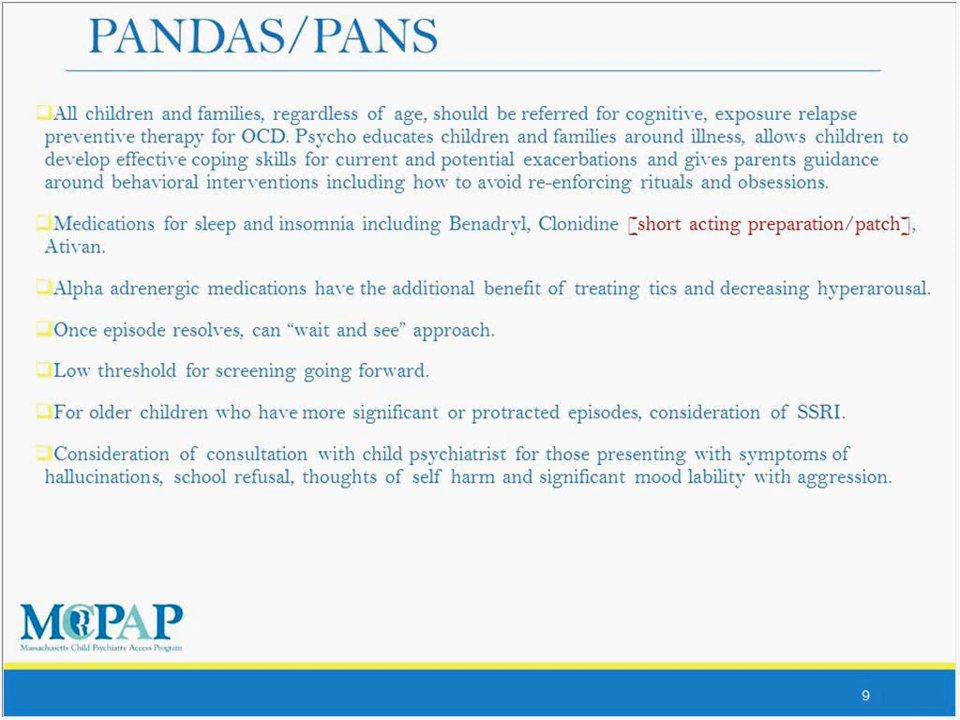 PANDAS/PANS
All children and families, regardless of age, should be referred for cognitive, exposure relapse
preventive therapy for OCD. Psycho educates children and families around illness, allows children to
develop effective coping skills for current and potential exacerbations and gives parents guidance
around behavioral interventions including how to avoid re-enforcing rituals and obsessions.
Medications for sleep and insomnia including Benadryl, Clonidine [short acting preparation/patch],
Ativan.
Alpha adrenergic medications have the additional benefit of treating tics and decreasing hyperarousal.
Once episode resolves, can “wait and see” approach.
Low threshold for screening going forward.
For older children who have more significant or protracted episodes, consideration of SSRI.
Consideration of consultation with child psychiatrist for those presenting with symptoms of
hallucinations, school refusal, thoughts of self harm and significant mood lability with aggression.
MCPAP
Massachusetts Child Psychiatry Access Program
9